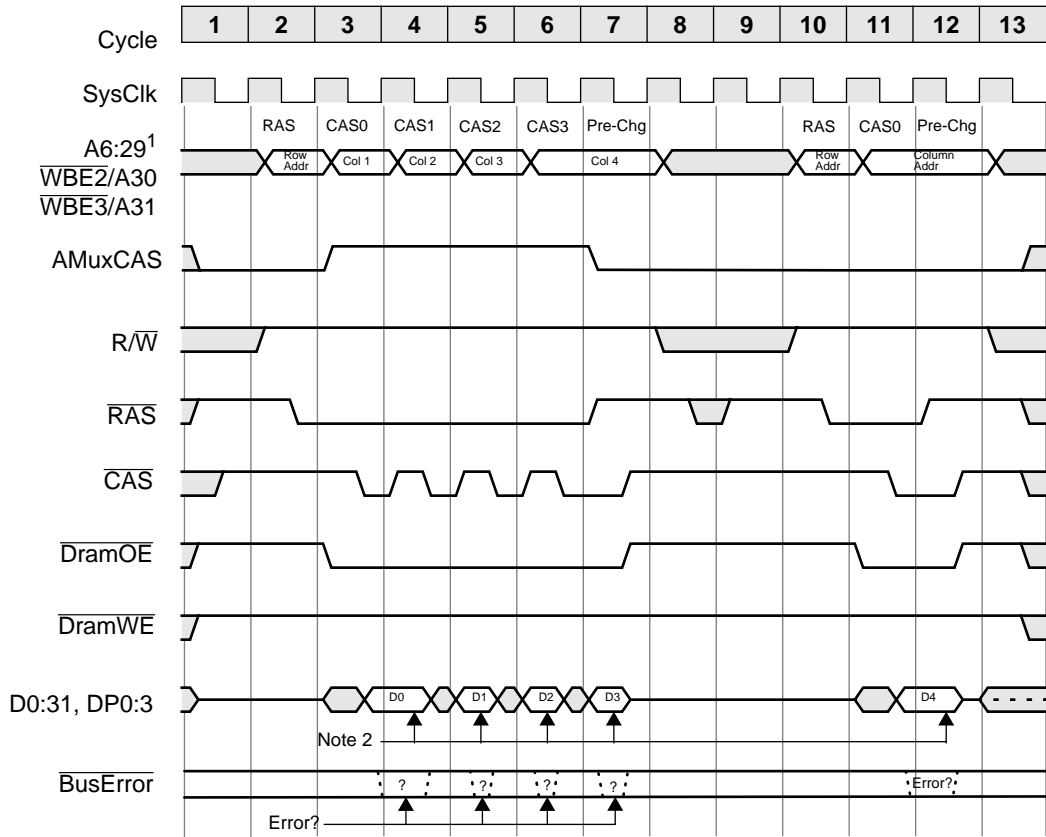 Cycle 1 2 3 4 5 6 7 8 9 10 11 12 13
SysClk
RAS CAS0 CAS1 CAS2 CAS3 Pre-Chg RAS CAS0 Pre-Chg
A6:29¹
Row Addr Col 1 Col 2 Col 3 Col 4 Row Addr Column Addr
WBE2/A30
WBE3/A31
AMuxCAS
R/W
RAS
CAS
DramOE
DramWE
D0:31, DP0:3 D0 D1 D2 D3 D4
Note 2
BusError ? ? ? ? Error?
Error?